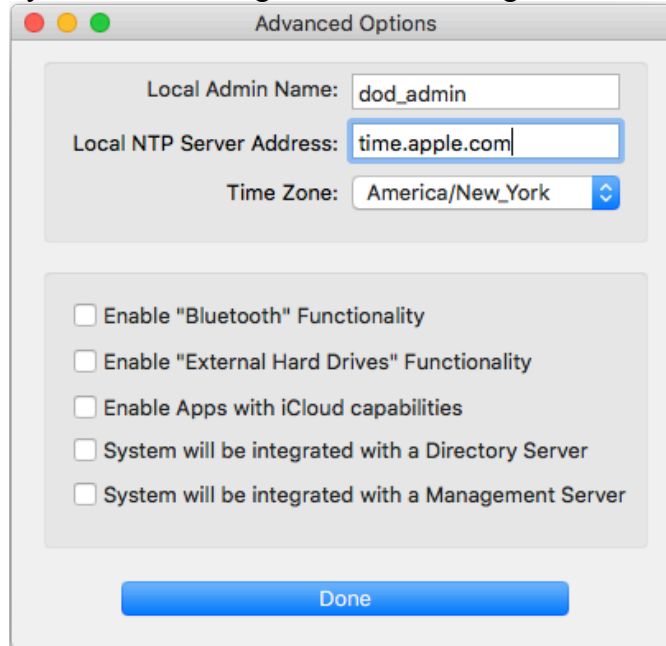 Advanced Options
Local Admin Name: dod_admin
Local NTP Server Address: time.apple.com
Time Zone: America/New_York
Enable "Bluetooth" Functionality
Enable "External Hard Drives" Functionality
Enable Apps with iCloud capabilities
System will be integrated with a Directory Server
System will be integrated with a Management Server
Done